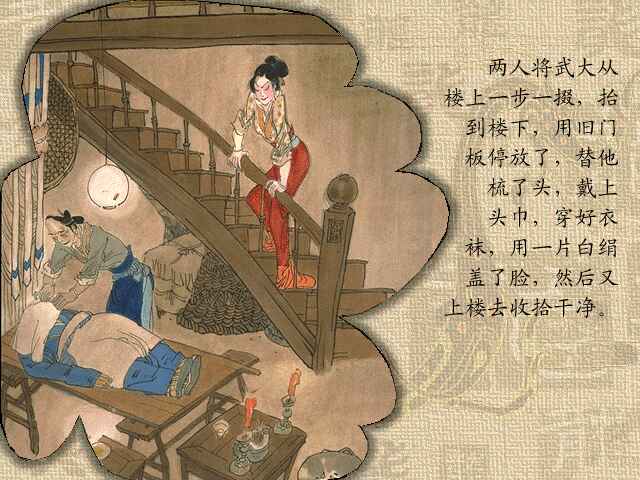 两人将武大从
楼上一步一掇，抬
到楼下，用旧门
板停放了，替他
梳了头，戴上
头巾，穿好衣
袜，用一片白绢
盖了脸，然后又
上楼去收拾干净。